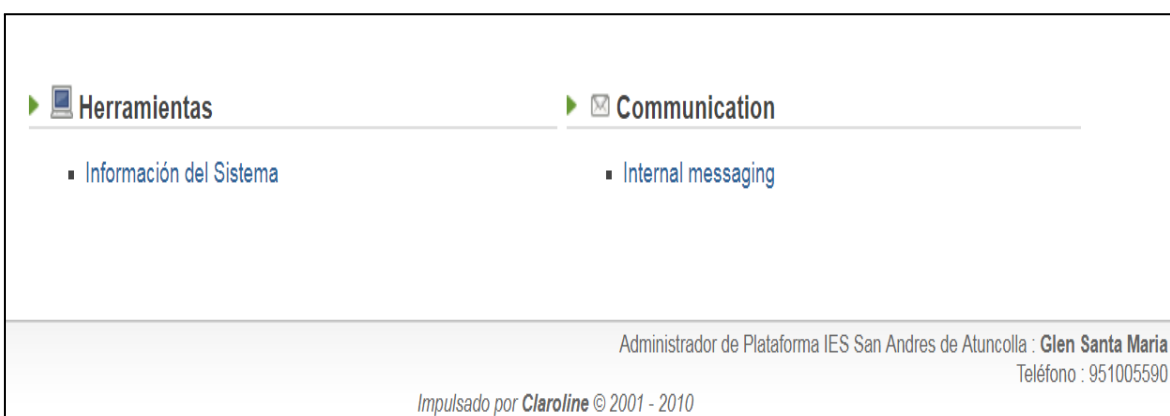 Herramientas
Información del Sistema
Communication
Internal messaging
Administrador de Plataforma IES San Andres de Atuncolla : Glen Santa Maria
Teléfono : 951005590
Impulsado por Claroline © 2001 - 2010